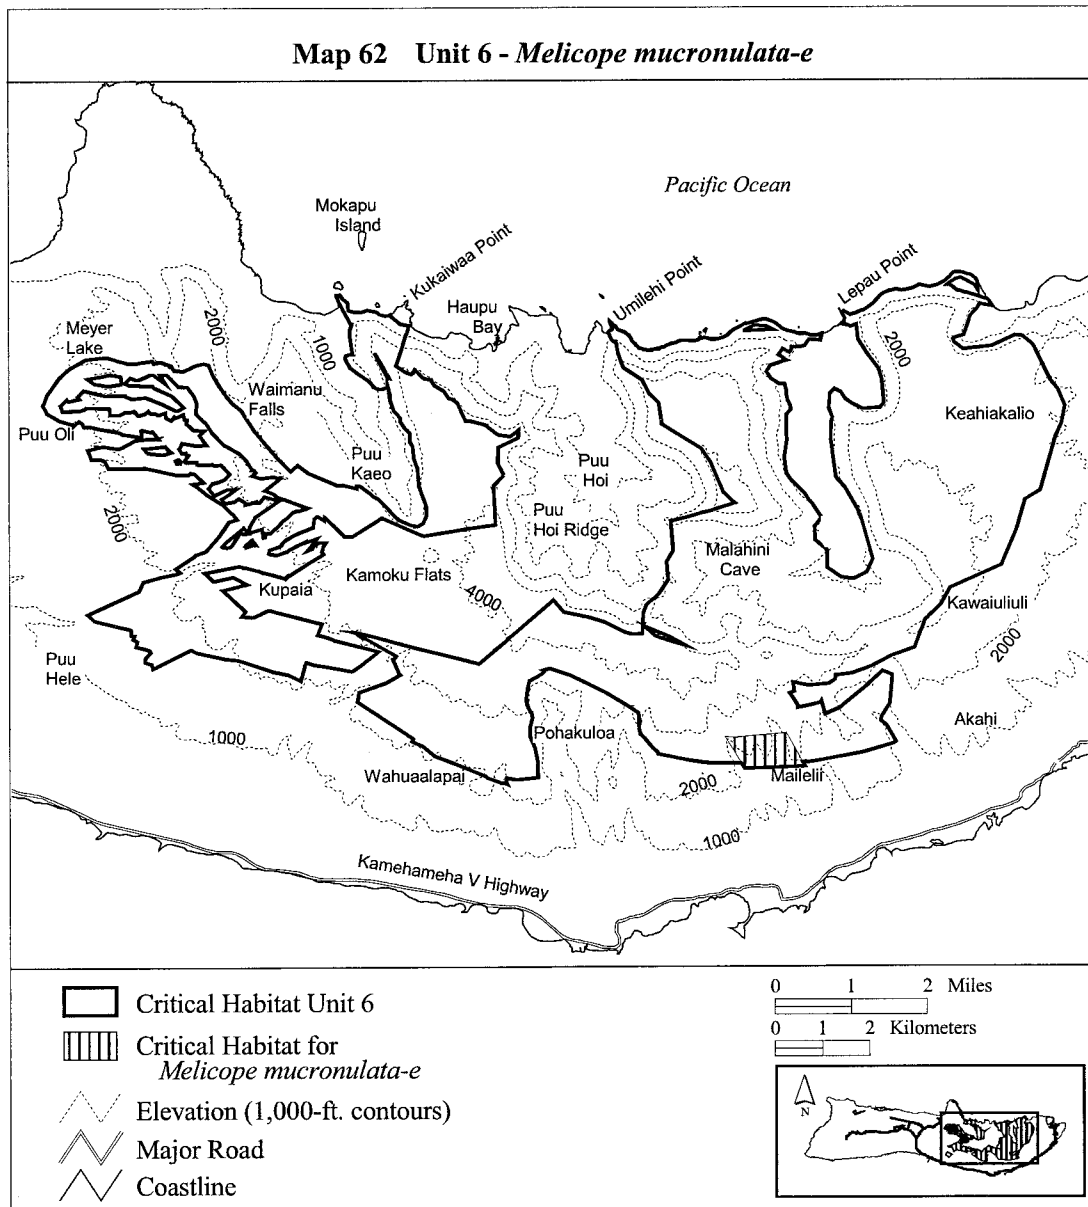 Map 62 Unit 6 - Melicope mucronulata-e
Pacific Ocean
Mokapu
Island
Kukaiwaa Point
Haupu
Bay
Umilehi Point
Lepau Point
Meyer
Lake
2000
1000
2000
Waimanu
Falls
Keahiakalio
Puu Oli
Puu
Kaeo
Puu
Hoi
2000
Puu
Hoi Ridge
Malahini
Cave
Kupaia
Kamoku Flats
4000
Kawaiuliuli
2000
Puu
Hele
Akahi
1000
Pohakuloa
Wahuaalapai
Mailelii
2000
1000
Kamehameha V Highway
Critical Habitat Unit 6
Critical Habitat for
Melicope mucronulata-e
Elevation (1,000-ft. contours)
Major Road
Coastline
0 1 2 Miles
0 1 2 Kilometers
N